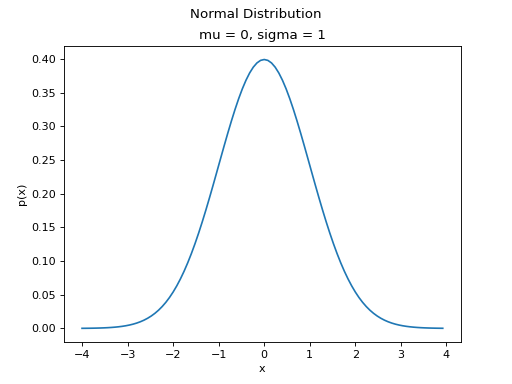 Normal Distribution
mu = 0, sigma = 1
0.40
0.35
0.30
0.25
0.20
0.15
0.10
0.05
0.00
p(x)
−4 −3 −2 −1 0 1 2 3 4
x